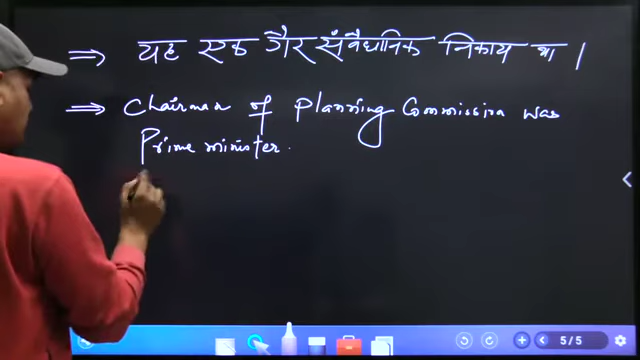 ⇒ यह एक गैर संवैधानिक निकाय था।
⇒ Chairman of Planning Commission was
Prime minister.
5/5